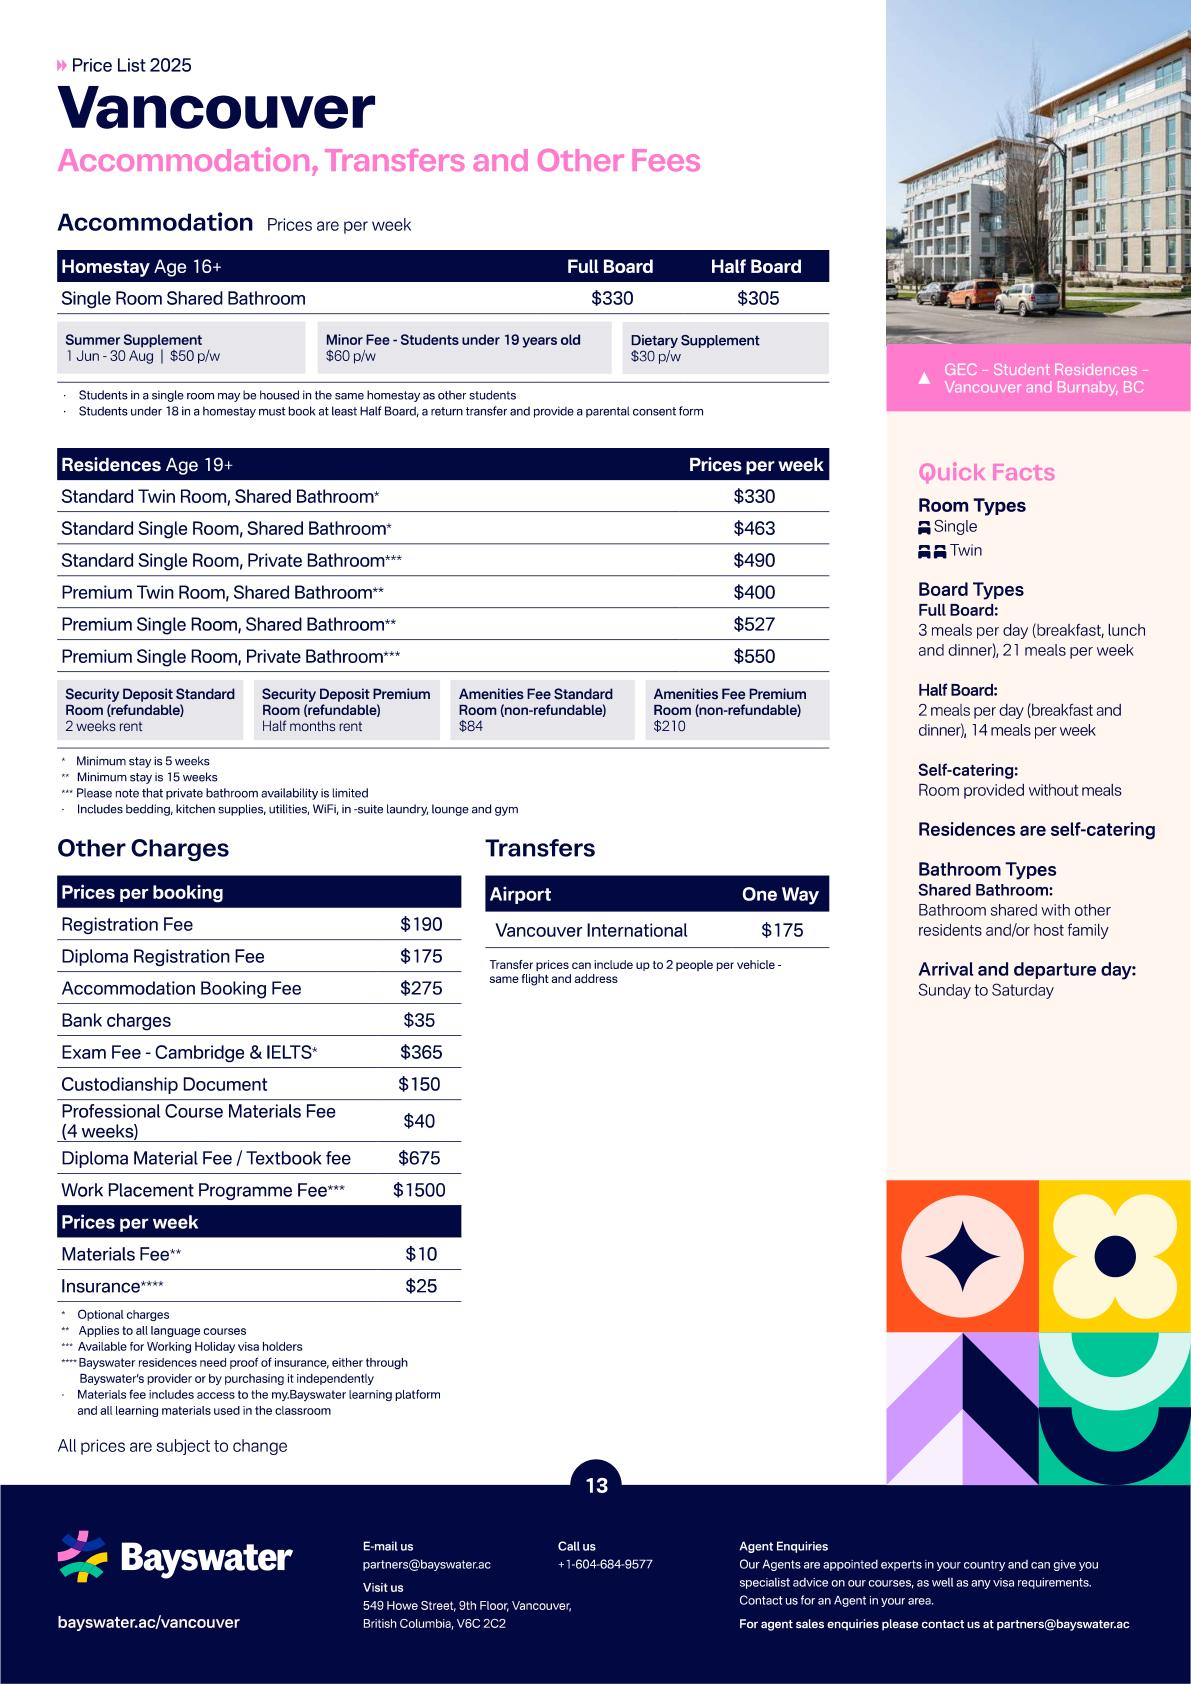 Price List 2025
Vancouver
Accommodation, Transfers and Other Fees
Accommodation Prices are per week
Homestay Age 16+ Full Board Half Board
Single Room Shared Bathroom $330 $305
Summer Supplement
1 Jun - 30 Aug | $50 p/w
Minor Fee - Students under 19 years old
$60 p/w
Dietary Supplement
$30 p/w
· Students in a single room may be housed in the same homestay as other students
· Students under 18 in a homestay must book at least Half Board, a return transfer and provide a parental consent form
Residences Age 19+ Prices per week
Standard Twin Room, Shared Bathroom* $330
Standard Single Room, Shared Bathroom* $463
Standard Single Room, Private Bathroom*** $490
Premium Twin Room, Shared Bathroom** $400
Premium Single Room, Shared Bathroom** $527
Premium Single Room, Private Bathroom*** $550
Security Deposit Standard
Room (refundable)
2 weeks rent
Security Deposit Premium
Room (refundable)
Half months rent
Amenities Fee Standard
Room (non-refundable)
$84
Amenities Fee Premium
Room (non-refundable)
$210
* Minimum stay is 5 weeks
** Minimum stay is 15 weeks
*** Please note that private bathroom availability is limited
· Includes bedding, kitchen supplies, utilities, WiFi, in -suite laundry, lounge and gym
Other Charges
Prices per booking
Registration Fee $190
Diploma Registration Fee $175
Accommodation Booking Fee $275
Bank charges $35
Exam Fee - Cambridge & IELTS* $365
Custodianship Document $150
Professional Course Materials Fee
(4 weeks) $40
Diploma Material Fee / Textbook fee $675
Work Placement Programme Fee*** $1500
Prices per week
Materials Fee** $10
Insurance**** $25
* Optional charges
** Applies to all language courses
*** Available for Working Holiday visa holders
**** Bayswater residences need proof of insurance, either through
Bayswater's provider or by purchasing it independently
· Materials fee includes access to the my.Bayswater learning platform
and all learning materials used in the classroom
All prices are subject to change
Transfers
Airport One Way
Vancouver International $175
Transfer prices can include up to 2 people per vehicle -
same flight and address
GEC – Student Residences –
Vancouver and Burnaby, BC
Quick Facts
Room Types
Single
Twin
Board Types
Full Board:
3 meals per day (breakfast, lunch
and dinner), 21 meals per week
Half Board:
2 meals per day (breakfast and
dinner), 14 meals per week
Self-catering:
Room provided without meals
Residences are self-catering
Bathroom Types
Shared Bathroom:
Bathroom shared with other
residents and/or host family
Arrival and departure day:
Sunday to Saturday
13
Bayswater
bayswater.ac/vancouver
E-mail us
partners@bayswater.ac
Visit us
549 Howe Street, 9th Floor, Vancouver,
British Columbia, V6C 2C2
Call us
+1-604-684-9577
Agent Enquiries
Our Agents are appointed experts in your country and can give you
specialist advice on our courses, as well as any visa requirements.
Contact us for an Agent in your area.
For agent sales enquiries please contact us at partners@bayswater.ac